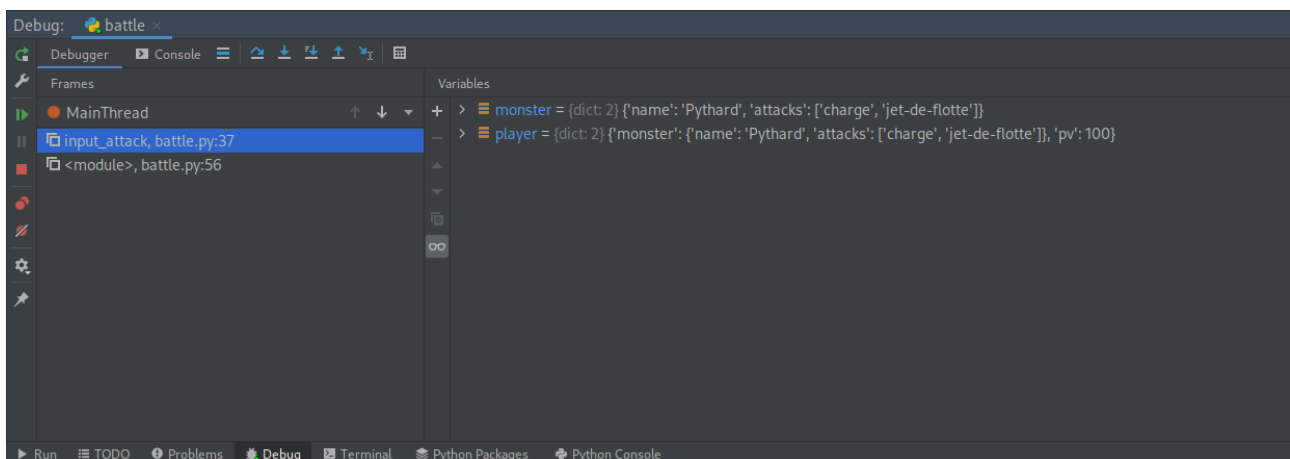 Debug: battle ×
Debugger Console
Frames
Variables
MainThread
input_attack, battle.py:37
<module>, battle.py:56
monster = {dict: 2} {'name': 'Pythard', 'attacks': ['charge', 'jet-de-flotte']}
player = {dict: 2} {'monster': {'name': 'Pythard', 'attacks': ['charge', 'jet-de-flotte']}, 'pv': 100}
Run TODO Problems Debug Terminal Python Packages Python Console